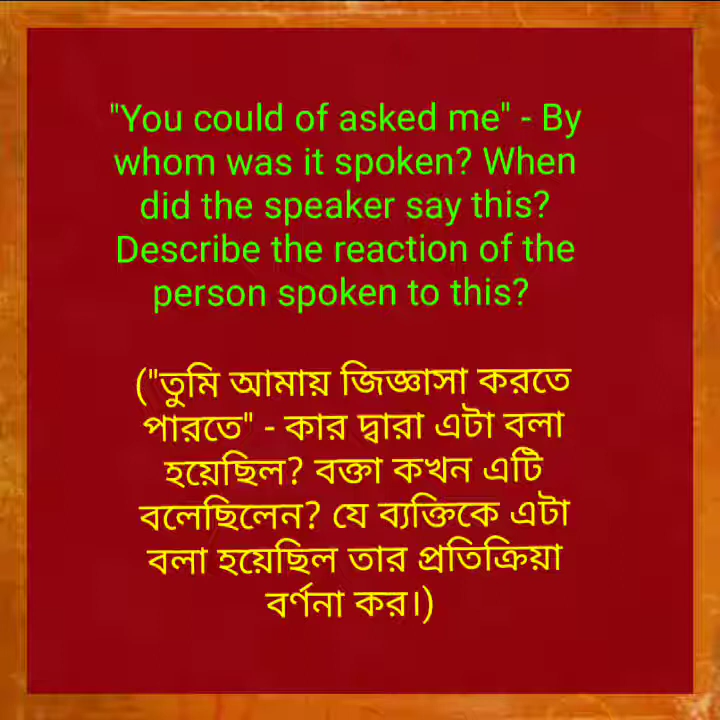 "You could of asked me" - By
whom was it spoken? When
did the speaker say this?
Describe the reaction of the
person spoken to this?
("তুমি আমায় জিজ্ঞাসা করতে
পারতে" - কার দ্বারা এটা বলা
হয়েছিল? বক্তা কখন এটি
বলেছিলেন? যে ব্যক্তিকে এটা
বলা হয়েছিল তার প্রতিক্রিয়া
বর্ণনা কর।)